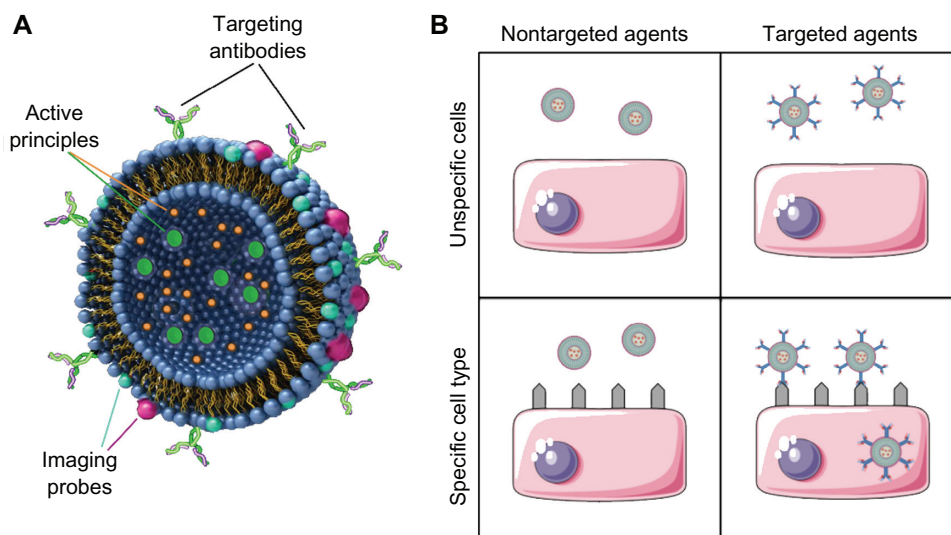 A
Targeting
antibodies
Active
principles
Imaging
probes
B
Nontargeted agents
Targeted agents
Unspecific cells
Specific cell type